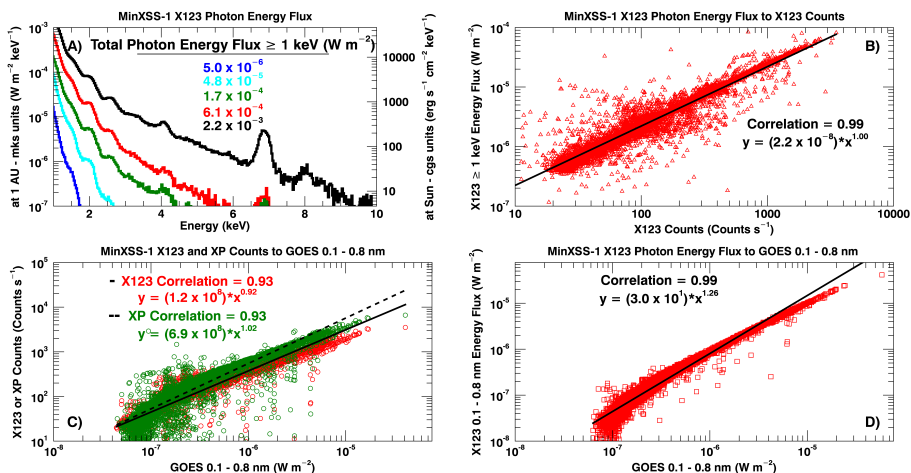 MinXSS-1 X123 Photon Energy Flux
at 1 AU - mks units (W m⁻² keV⁻¹)
10⁻³
10⁻⁴
10⁻⁵
10⁻⁶
10⁻⁷
A)
Total Photon Energy Flux ≥ 1 keV (W m⁻²)
5.0 x 10⁻⁶
4.8 x 10⁻⁵
1.7 x 10⁻⁴
6.1 x 10⁻⁴
2.2 x 10⁻³
10000
1000
100
10
at Sun - cgs units (erg s⁻¹ cm⁻² keV⁻¹)
2 4 6 8 10
Energy (keV)
MinXSS-1 X123 Photon Energy Flux to X123 Counts
X123 ≥ 1 keV Energy Flux (W m⁻²)
10⁻⁴
10⁻⁵
10⁻⁶
10⁻⁷
B)
Correlation = 0.99
y = (2.2 x 10⁻⁸)*x¹·⁰⁰
10 100 1000 10000
X123 Counts (Counts s⁻¹)
MinXSS-1 X123 and XP Counts to GOES 0.1 - 0.8 nm
X123 or XP Counts (Counts s⁻¹)
10⁵
10⁴
10³
10²
10¹
X123 Correlation = 0.93
y = (1.2 x 10⁸)*x⁰·⁹²
XP Correlation = 0.93
y = (6.9 x 10⁸)*x¹·⁰²
C)
10⁻⁸ 10⁻⁷ 10⁻⁶ 10⁻⁵
GOES 0.1 - 0.8 nm (W m⁻²)
MinXSS-1 X123 Photon Energy Flux to GOES 0.1 - 0.8 nm
X123 0.1 - 0.8 nm Energy Flux (W m⁻²)
10⁻⁴
10⁻⁵
10⁻⁶
10⁻⁷
10⁻⁸
Correlation = 0.99
y = (3.0 x 10¹)*x¹·²⁶
D)
10⁻⁸ 10⁻⁷ 10⁻⁶ 10⁻⁵
GOES 0.1 - 0.8 nm (W m⁻²)